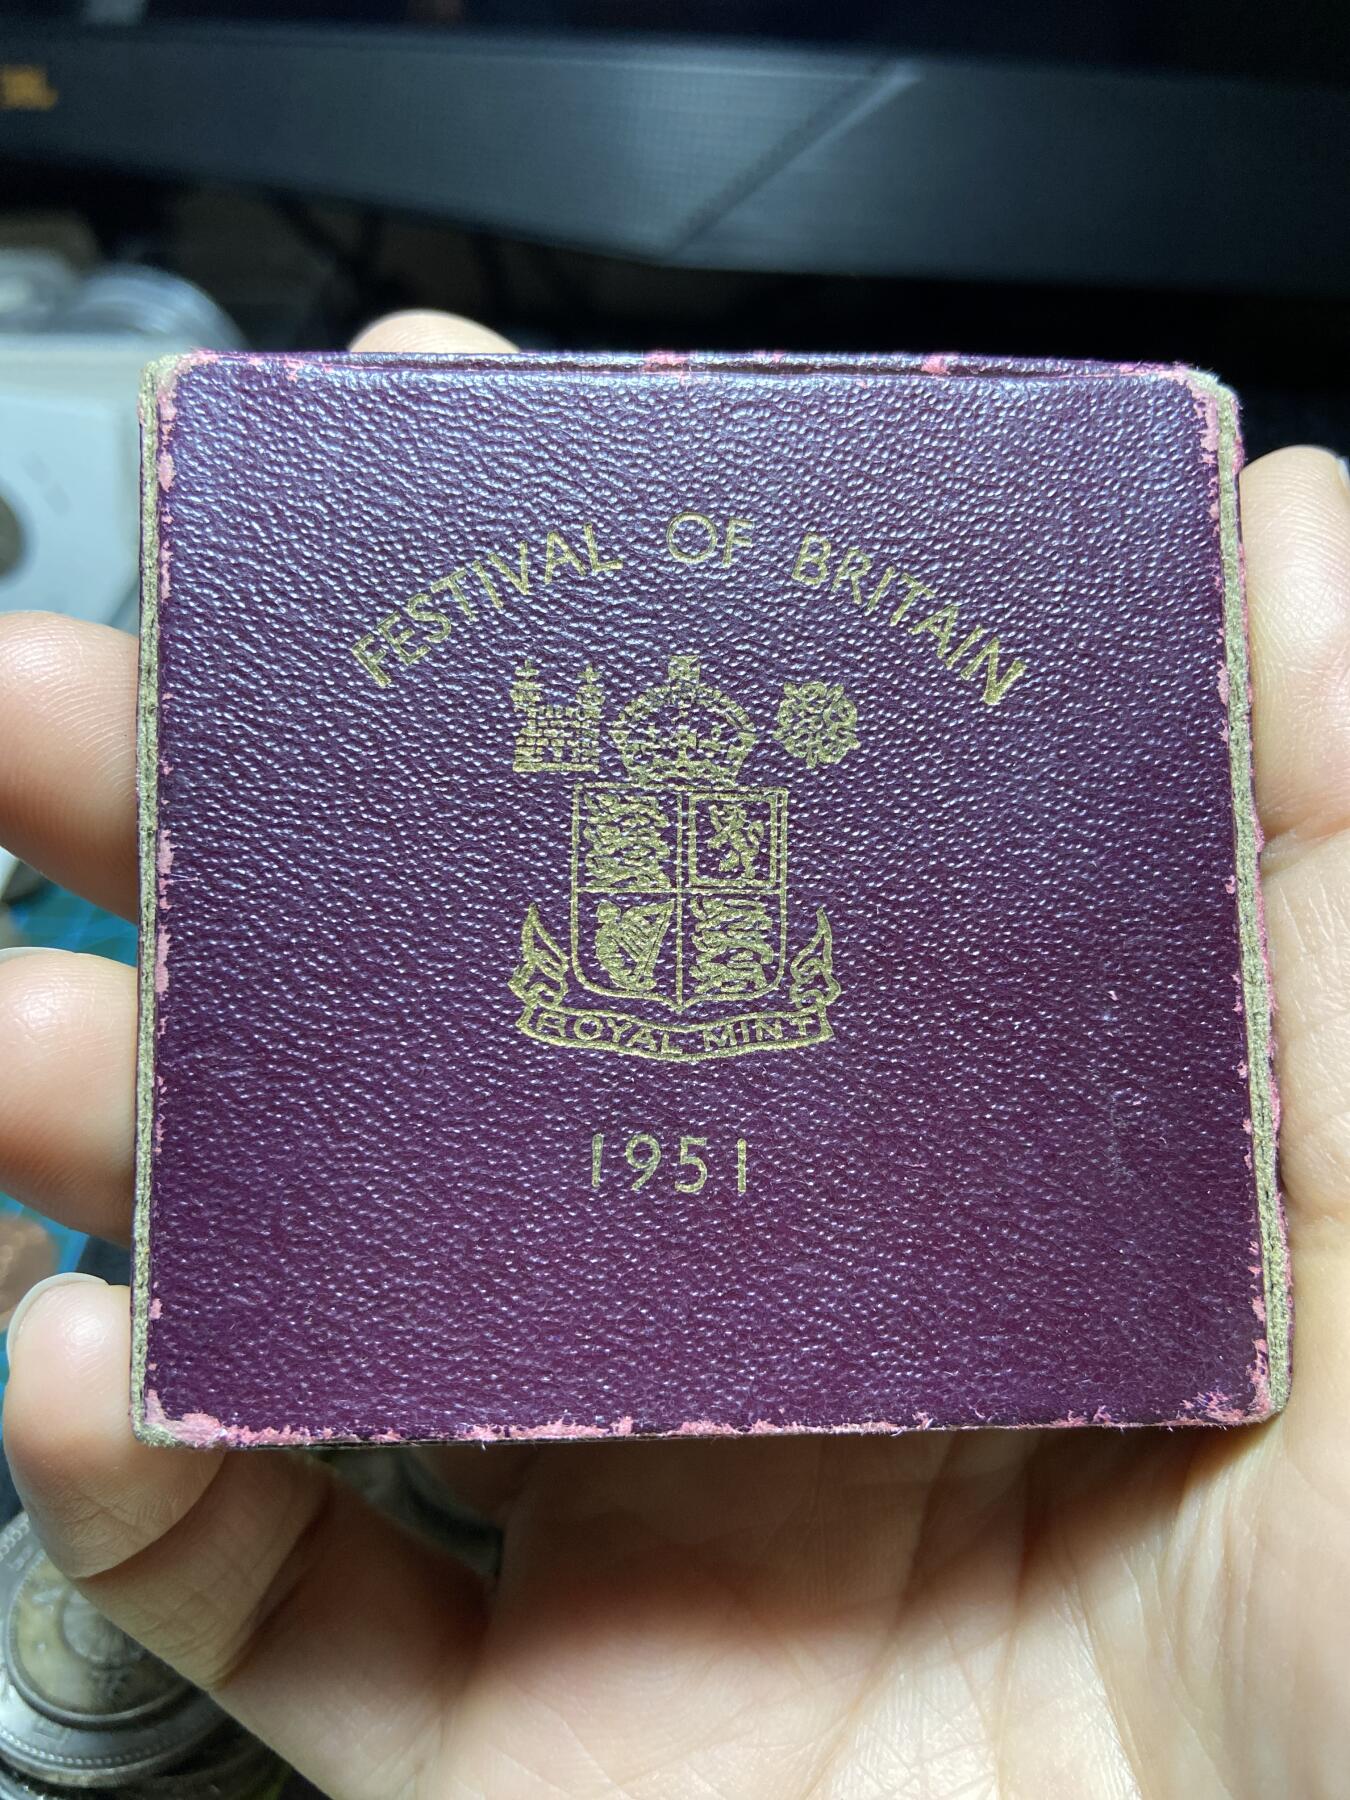 FESTIVAL OF BRITAIN
ROYAL MINT
1951